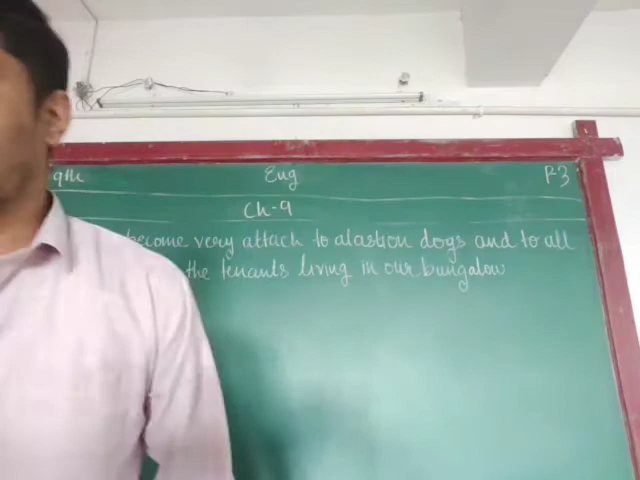 9th Eng P-3
Ch-9
become very attach to alastion dogs and to all
the tenants living in our bungalow